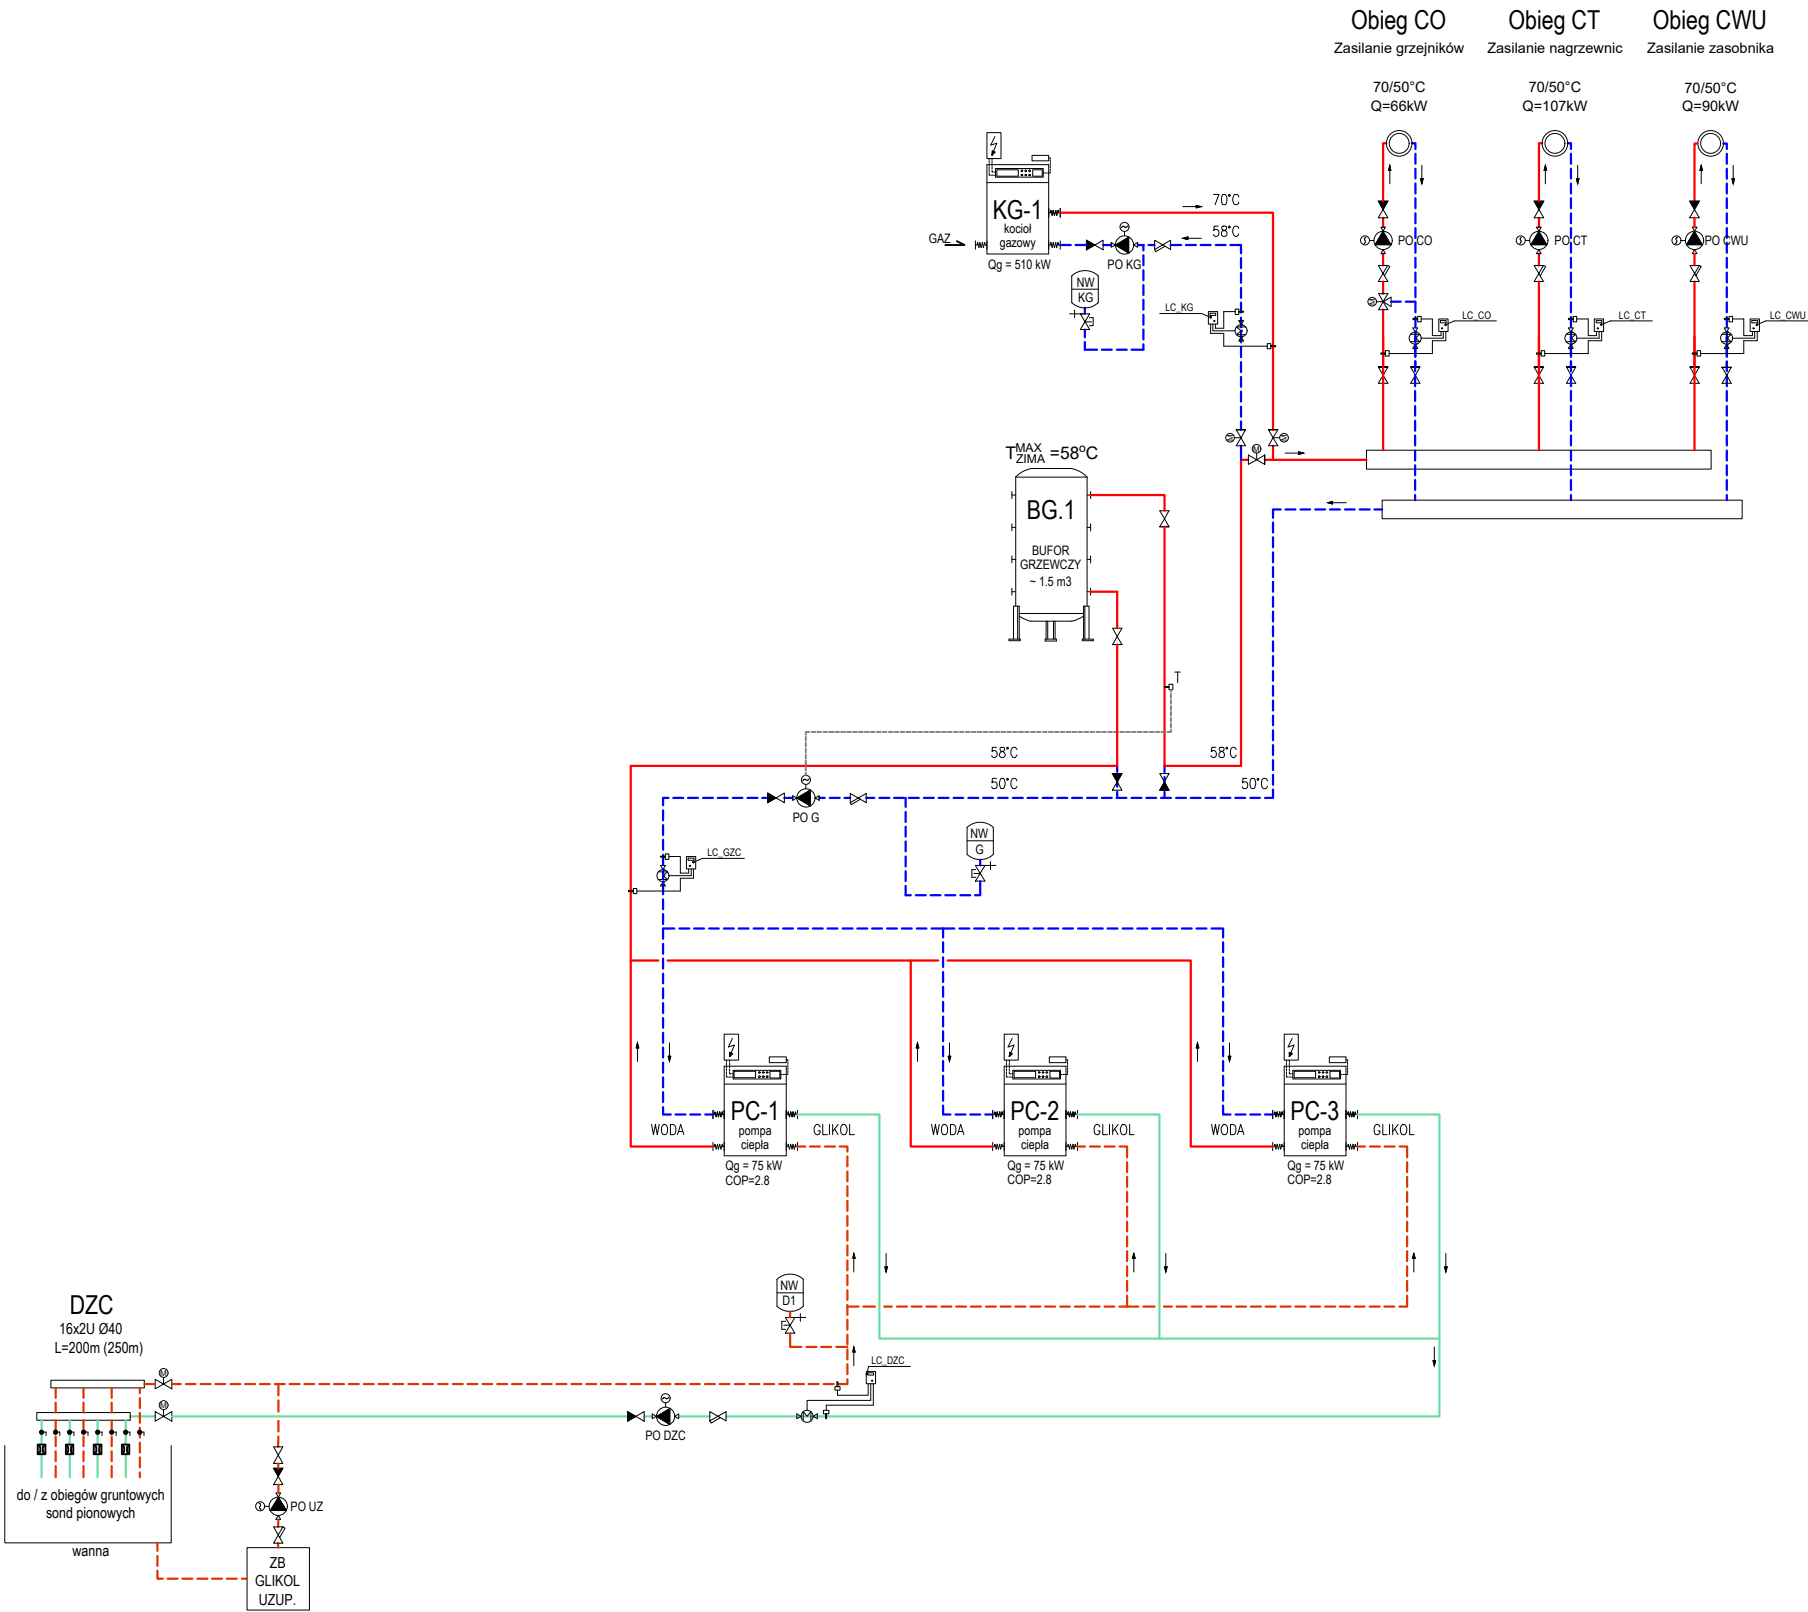 Obieg CO
Zasilanie grzejników
70/50°C
Q=66kW
Obieg CT
Zasilanie nagrzewnic
70/50°C
Q=107kW
Obieg CWU
Zasilanie zasobnika
70/50°C
Q=90kW
KG-1
kocioł
gazowy
Qg = 510 kW
GAZ
70°C
58°C
PO KG
NW
KG
LC_KG
PO CO
PO CT
PO CWU
LC_CO
LC_CT
LC_CWU
M
T MAX ZIMA =58°C
BG.1
BUFOR
GRZEWCZY
~ 1.5 m3
T
58°C
58°C
50°C
50°C
PO G
NW
G
LC_GZC
PC-1
pompa
ciepła
WODA
GLIKOL
Qg = 75 kW
COP=2.8
PC-2
pompa
ciepła
WODA
GLIKOL
Qg = 75 kW
COP=2.8
PC-3
pompa
ciepła
WODA
GLIKOL
Qg = 75 kW
COP=2.8
NW
D1
LC_DZC
DZC
16x2U Ø40
L=200m (250m)
M
M
M
PO DZC
do / z obiegów gruntowych
sond pionowych
wanna
PO UZ
ZB
GLIKOL
UZUP.